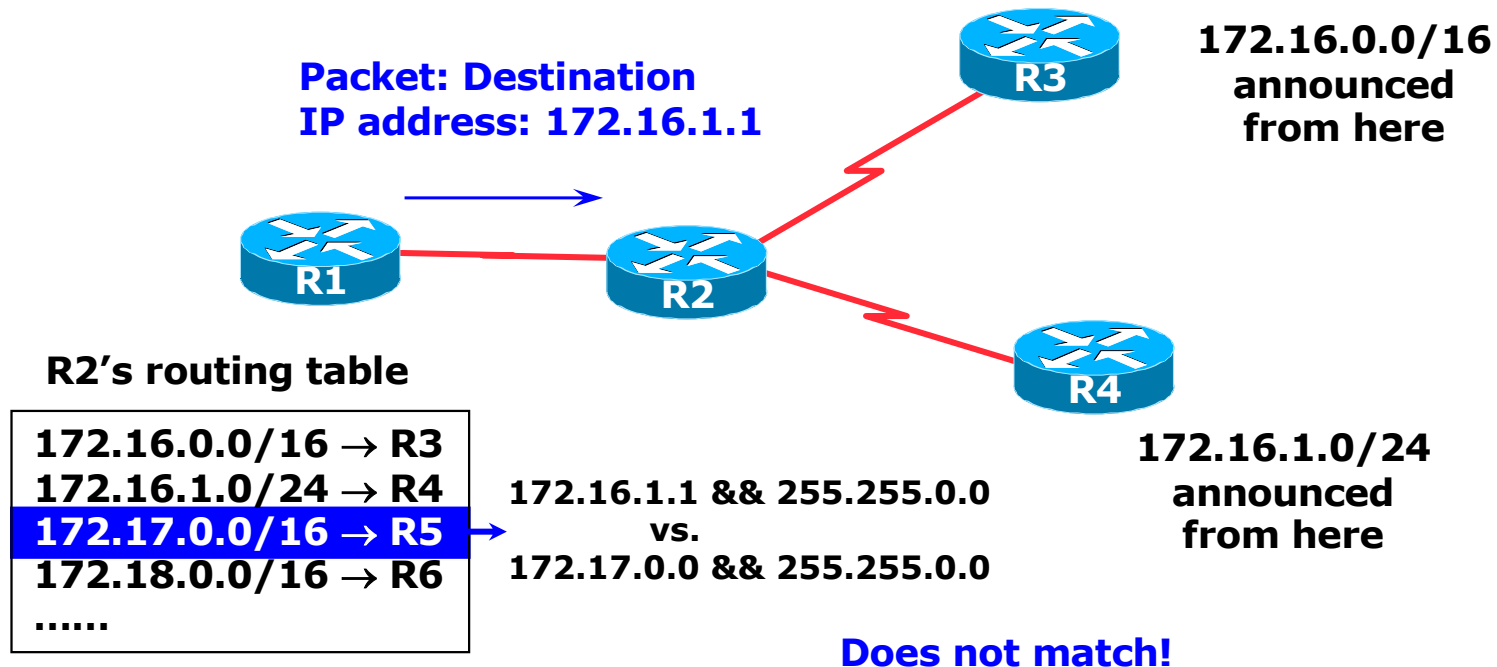 172.16.0.0/16
announced
from here
R3
Packet: Destination
IP address: 172.16.1.1
R1
R2
R4
R2’s routing table
172.16.0.0/16 → R3
172.16.1.0/24 → R4
172.17.0.0/16 → R5
172.18.0.0/16 → R6
......
172.16.1.1 && 255.255.0.0
vs.
172.17.0.0 && 255.255.0.0
172.16.1.0/24
announced
from here
Does not match!